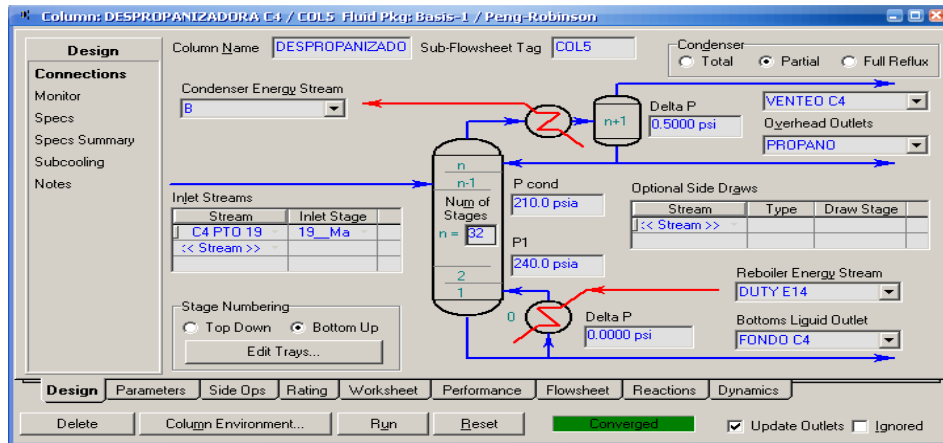 Column: DESPROPANIZADORA C4 / COL5 Fluid Pkg: Basis-1 / Peng-Robinson
Design
Connections
Monitor
Specs
Specs Summary
Subcooling
Notes
Column Name DESPROPANIZADO Sub-Flowsheet Tag COL5
Condenser
Total Partial Full Reflux
Condenser Energy Stream
B
n+1
Delta P
0.5000 psi
VENTEO C4
Overhead Outlets
PROPANO
n
n-1
Num of
Stages
n = 32
2
1
0
P cond
210.0 psia
P1
240.0 psia
Inlet Streams
Stream Inlet Stage
C4 PTO 19 19__Ma
<< Stream >>
Optional Side Draws
Stream Type Draw Stage
<< Stream >>
Stage Numbering
Top Down Bottom Up
Edit Trays...
Delta P
0.0000 psi
Reboiler Energy Stream
DUTY E14
Bottoms Liquid Outlet
FONDO C4
Design Parameters Side Ops Rating Worksheet Performance Flowsheet Reactions Dynamics
Delete Column Environment... Run Reset Converged Update Outlets Ignored